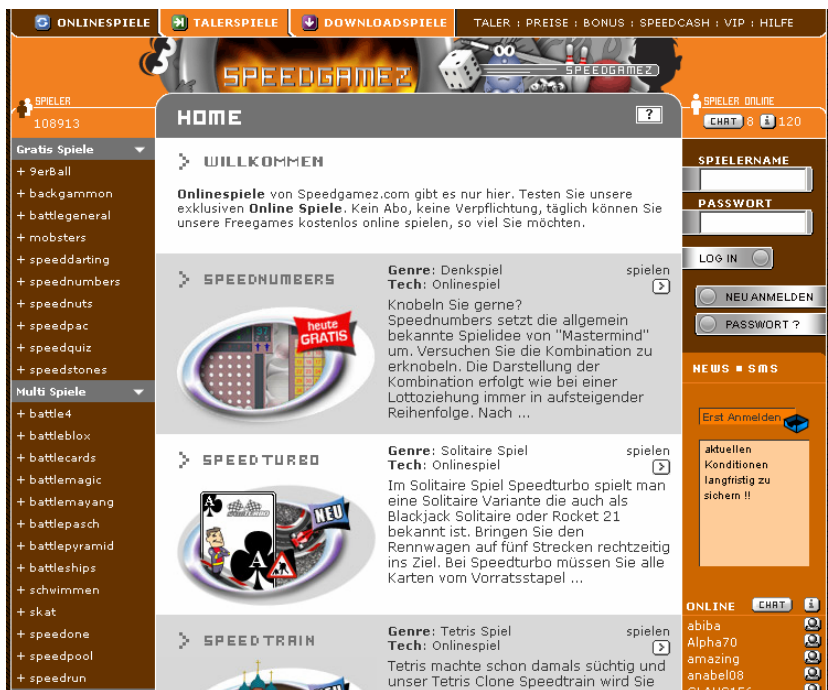 ONLINESPIELE
TALERSPIELE
DOWNLOADSPIELE
TALER : PREISE : BONUS : SPEEDCASH : VIP : HILFE
SPEEDGAMEZ
SPEEDGAMEZ
SPIELER
108913
Gratis Spiele
+ 9erBall
+ backgammon
+ battlegeneral
+ mobsters
+ speeddarting
+ speednumbers
+ speednuts
+ speedpac
+ speedquiz
+ speedstones
Multi Spiele
+ battle4
+ battleblox
+ battlecards
+ battlemagic
+ battlemayang
+ battlepasch
+ battlepyramid
+ battleships
+ schwimmen
+ skat
+ speedone
+ speedpool
+ speedrun
HOME
?
WILLKOMMEN
Onlinespiele von Speedgamez.com gibt es nur hier. Testen Sie unsere
exklusiven Online Spiele. Kein Abo, keine Verpflichtung, täglich können Sie
unsere Freegames kostenlos online spielen, so viel Sie möchten.
SPEEDNUMBERS
heute
GRATIS
Genre: Denkspiel
spielen
Tech: Onlinespiel
Knobeln Sie gerne?
Speednumbers setzt die allgemein
bekannte Spielidee von "Mastermind"
um. Versuchen Sie die Kombination zu
erknobeln. Die Darstellung der
Kombination erfolgt wie bei einer
Lottoziehung immer in aufsteigender
Reihenfolge. Nach ...
SPEEDTURBO
A
NEU
A
Genre: Solitaire Spiel
spielen
Tech: Onlinespiel
Im Solitaire Spiel Speedturbo spielt man
eine Solitaire Variante die auch als
Blackjack Solitaire oder Rocket 21
bekannt ist. Bringen Sie den
Rennwagen auf fünf Strecken rechtzeitig
ins Ziel. Bei Speedturbo müssen Sie alle
Karten vom Vorratsstapel ...
SPEEDTRAIN
Genre: Tetris Spiel
spielen
Tech: Onlinespiel
Tetris machte schon damals süchtig und
unser Tetris Clone Speedtrain wird Sie
SPIELER ONLINE
CHAT 8 i 120
SPIELERNAME
PASSWORT
LOG IN
NEU ANMELDEN
PASSWORT ?
NEWS SMS
Erst Anmelden
aktuellen
Konditionen
langfristig zu
sichern !!
ONLINE CHAT i
abiba
Alpha70
amazing
anabel08